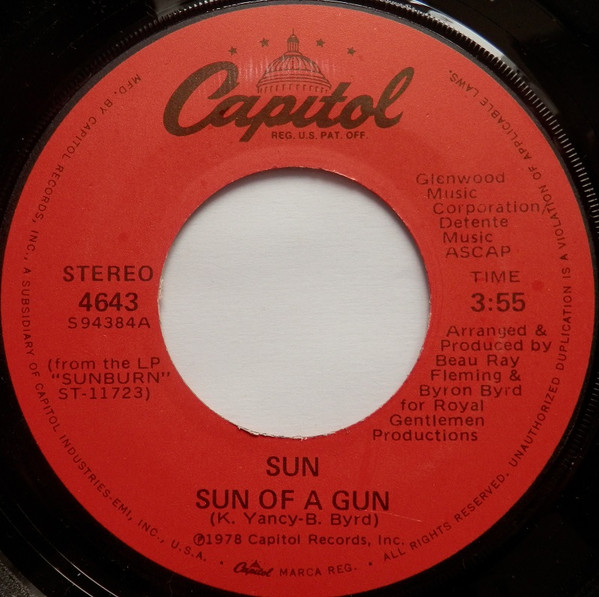 Capitol
REG. U.S. PAT. OFF.
Glenwood
Music
Corporation/
Detente
Music
ASCAP
STEREO
4643
S94384A
TIME
3:55
(from the LP
"SUNBURN"
ST-11723)
Arranged &
Produced by
Beau Ray
Fleming &
Byron Byrd
for Royal
Gentlemen
Productions
SUN
SUN OF A GUN
(K. Yancy-B. Byrd)
℗1978 Capitol Records, Inc.
MFD. BY CAPITOL RECORDS, INC., A SUBSIDIARY OF CAPITOL INDUSTRIES-EMI, INC., U.S.A. • Capitol MARCA REG. • ALL RIGHTS RESERVED. UNAUTHORIZED DUPLICATION IS A VIOLATION OF APPLICABLE LAWS.